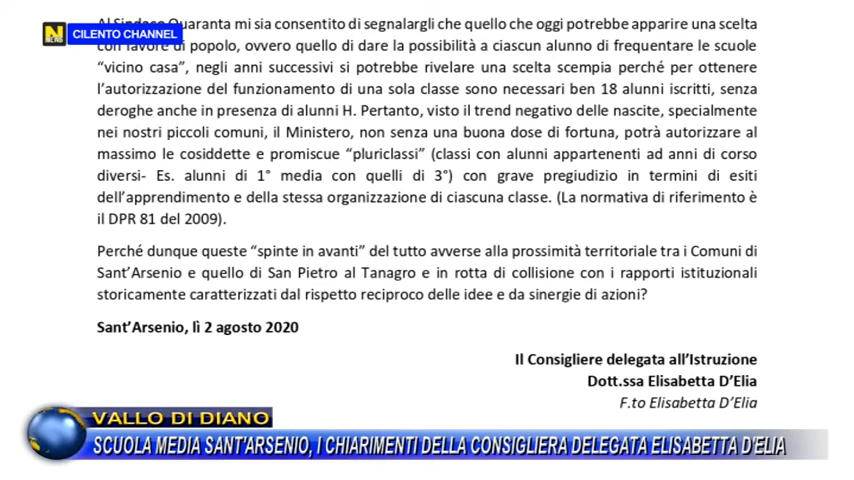 Al Sindaco Quaranta mi sia consentito di segnalargli che quello che oggi potrebbe apparire una scelta
CILENTO CHANNEL
con favore di popolo, ovvero quello di dare la possibilità a ciascun alunno di frequentare le scuole
“vicino casa”, negli anni successivi si potrebbe rivelare una scelta scempia perché per ottenere
l’autorizzazione del funzionamento di una sola classe sono necessari ben 18 alunni iscritti, senza
deroghe anche in presenza di alunni H. Pertanto, visto il trend negativo delle nascite, specialmente
nei nostri piccoli comuni, il Ministero, non senza una buona dose di fortuna, potrà autorizzare al
massimo le cosiddette e promiscue “pluriclassi” (classi con alunni appartenenti ad anni di corso
diversi- Es. alunni di 1° media con quelli di 3°) con grave pregiudizio in termini di esiti
dell’apprendimento e della stessa organizzazione di ciascuna classe. (La normativa di riferimento è
il DPR 81 del 2009).
Perché dunque queste “spinte in avanti” del tutto avverse alla prossimità territoriale tra i Comuni di
Sant’Arsenio e quello di San Pietro al Tanagro e in rotta di collisione con i rapporti istituzionali
storicamente caratterizzati dal rispetto reciproco delle idee e da sinergie di azioni?
Sant’Arsenio, lì 2 agosto 2020
Il Consigliere delegata all’Istruzione
Dott.ssa Elisabetta D’Elia
F.to Elisabetta D’Elia
VALLO DI DIANO
SCUOLA MEDIA SANT'ARSENIO, I CHIARIMENTI DELLA CONSIGLIERA DELEGATA ELISABETTA D'ELIA